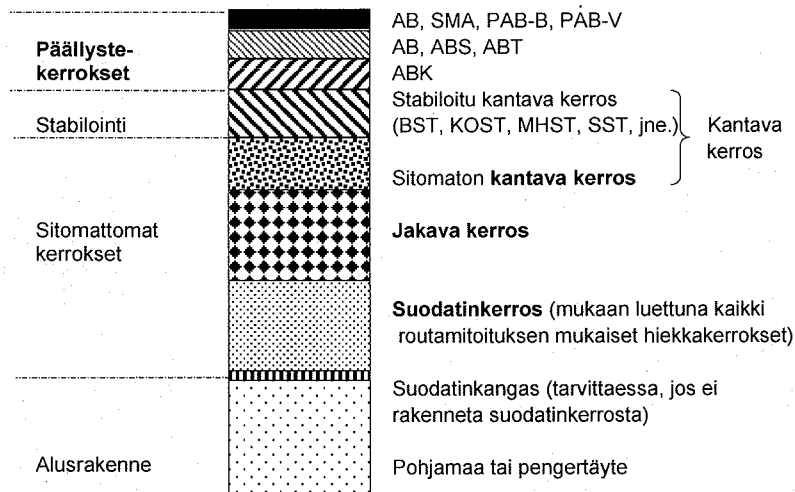 Päällyste-
kerrokset
AB, SMA, PAB-B, PAB-V
AB, ABS, ABT
ABK
Stabilointi
Stabiloitu kantava kerros
(BST, KOST, MHST, SST, jne.)
Kantava
kerros
Sitomaton kantava kerros
Sitomattomat
kerrokset
Jakava kerros
Suodatinkerros (mukaan luettuna kaikki
routamitoituksen mukaiset hiekkakerrokset)
Suodatinkangas (tarvittaessa, jos ei
rakenneta suodatinkerrosta)
Alusrakenne
Pohjamaa tai pengertäyte